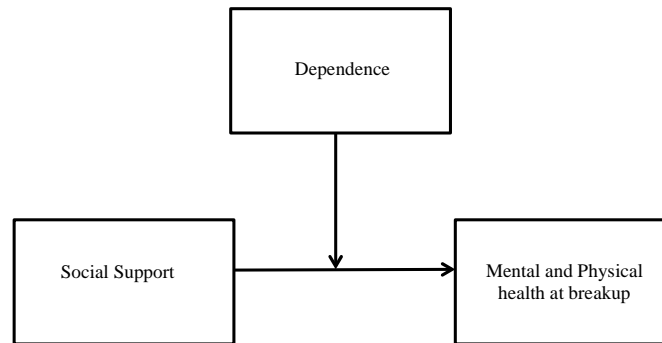 Dependence
Social Support
Mental and Physical
health at breakup